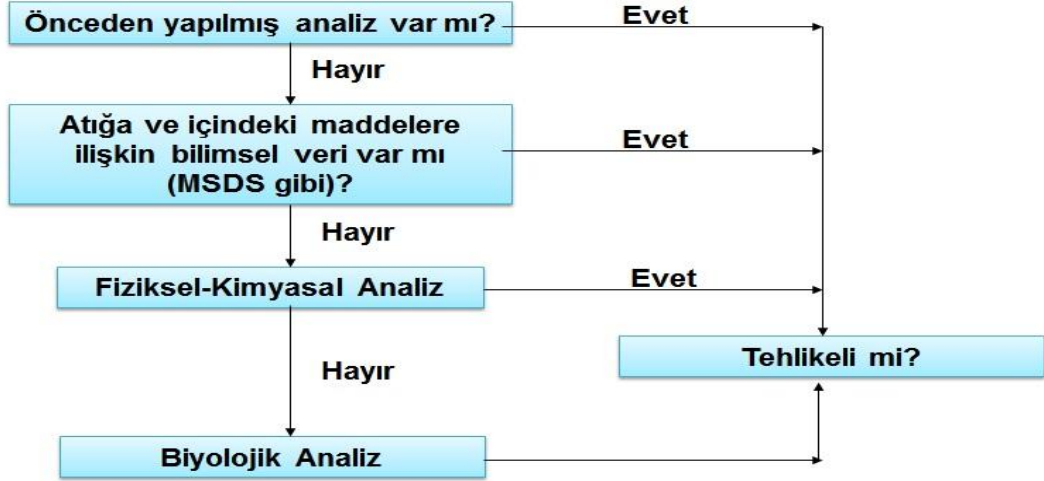 Önceden yapılmış analiz var mı?
Evet
Hayır
Atığa ve içindeki maddelere
ilişkin bilimsel veri var mı
(MSDS gibi)?
Evet
Hayır
Fiziksel-Kimyasal Analiz
Evet
Tehlikeli mi?
Hayır
Biyolojik Analiz